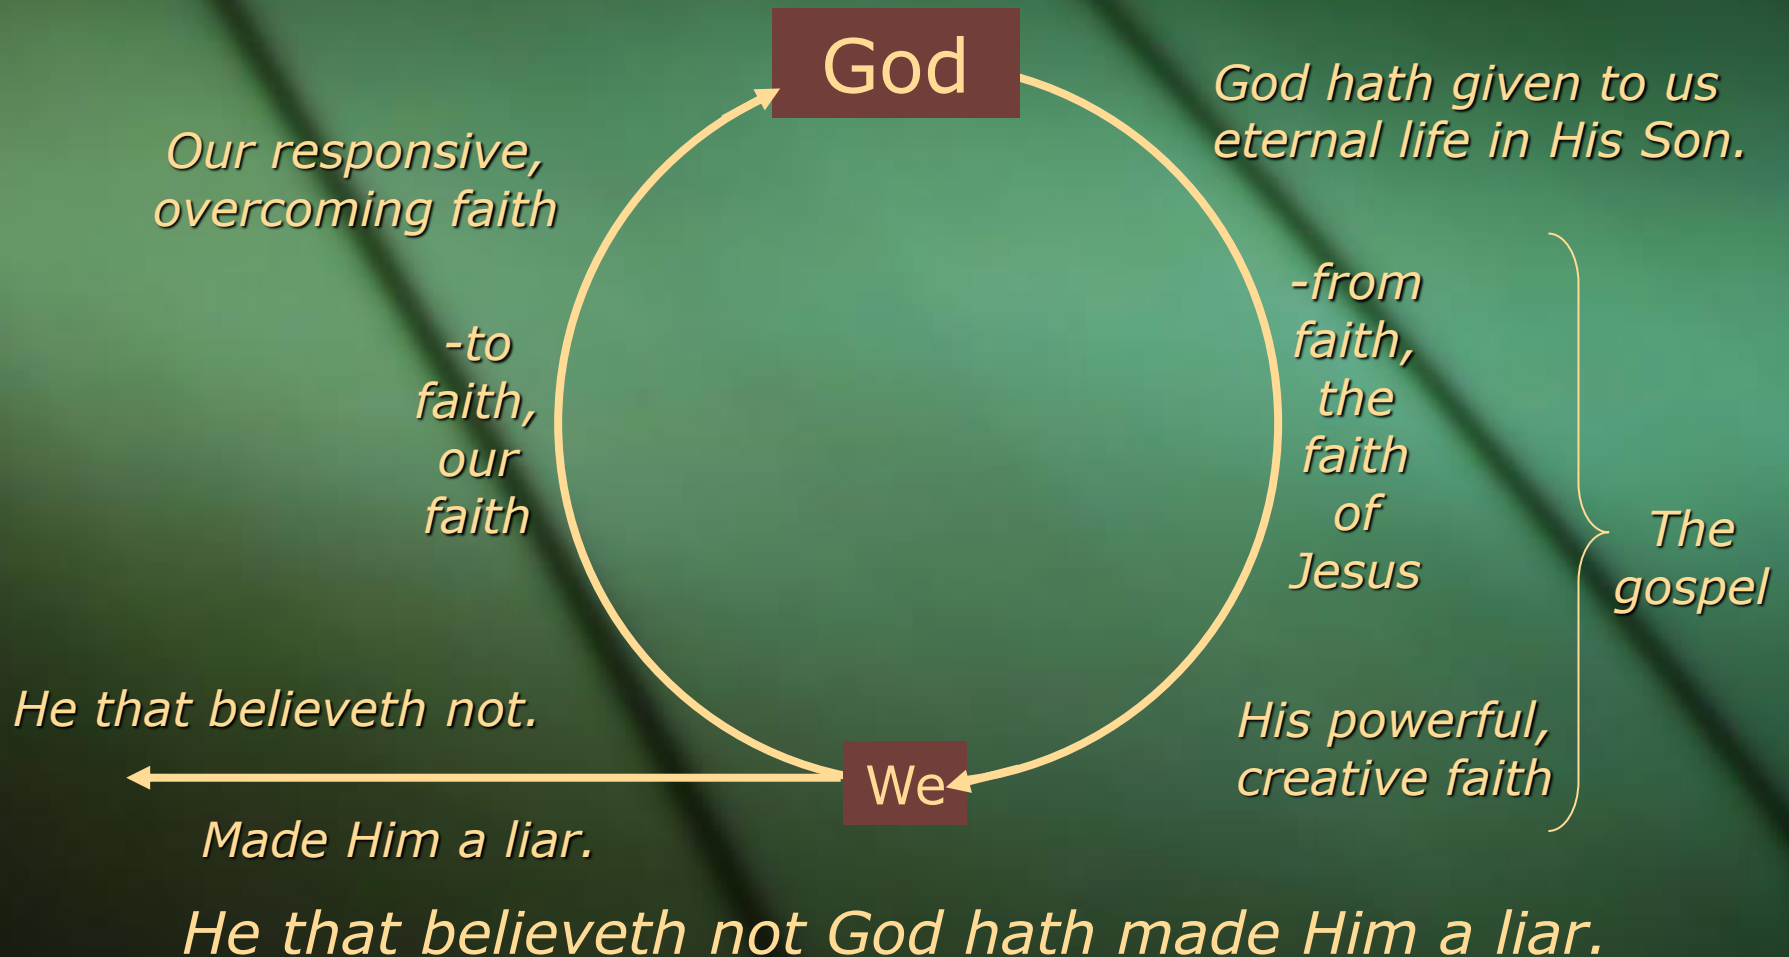 God
God hath given to us
eternal life in His Son.
Our responsive,
overcoming faith
-from
faith,
the
faith
of
Jesus
-to
faith,
our
faith
The
gospel
He that believeth not.
His powerful,
creative faith
We
Made Him a liar.
He that believeth not God hath made Him a liar.